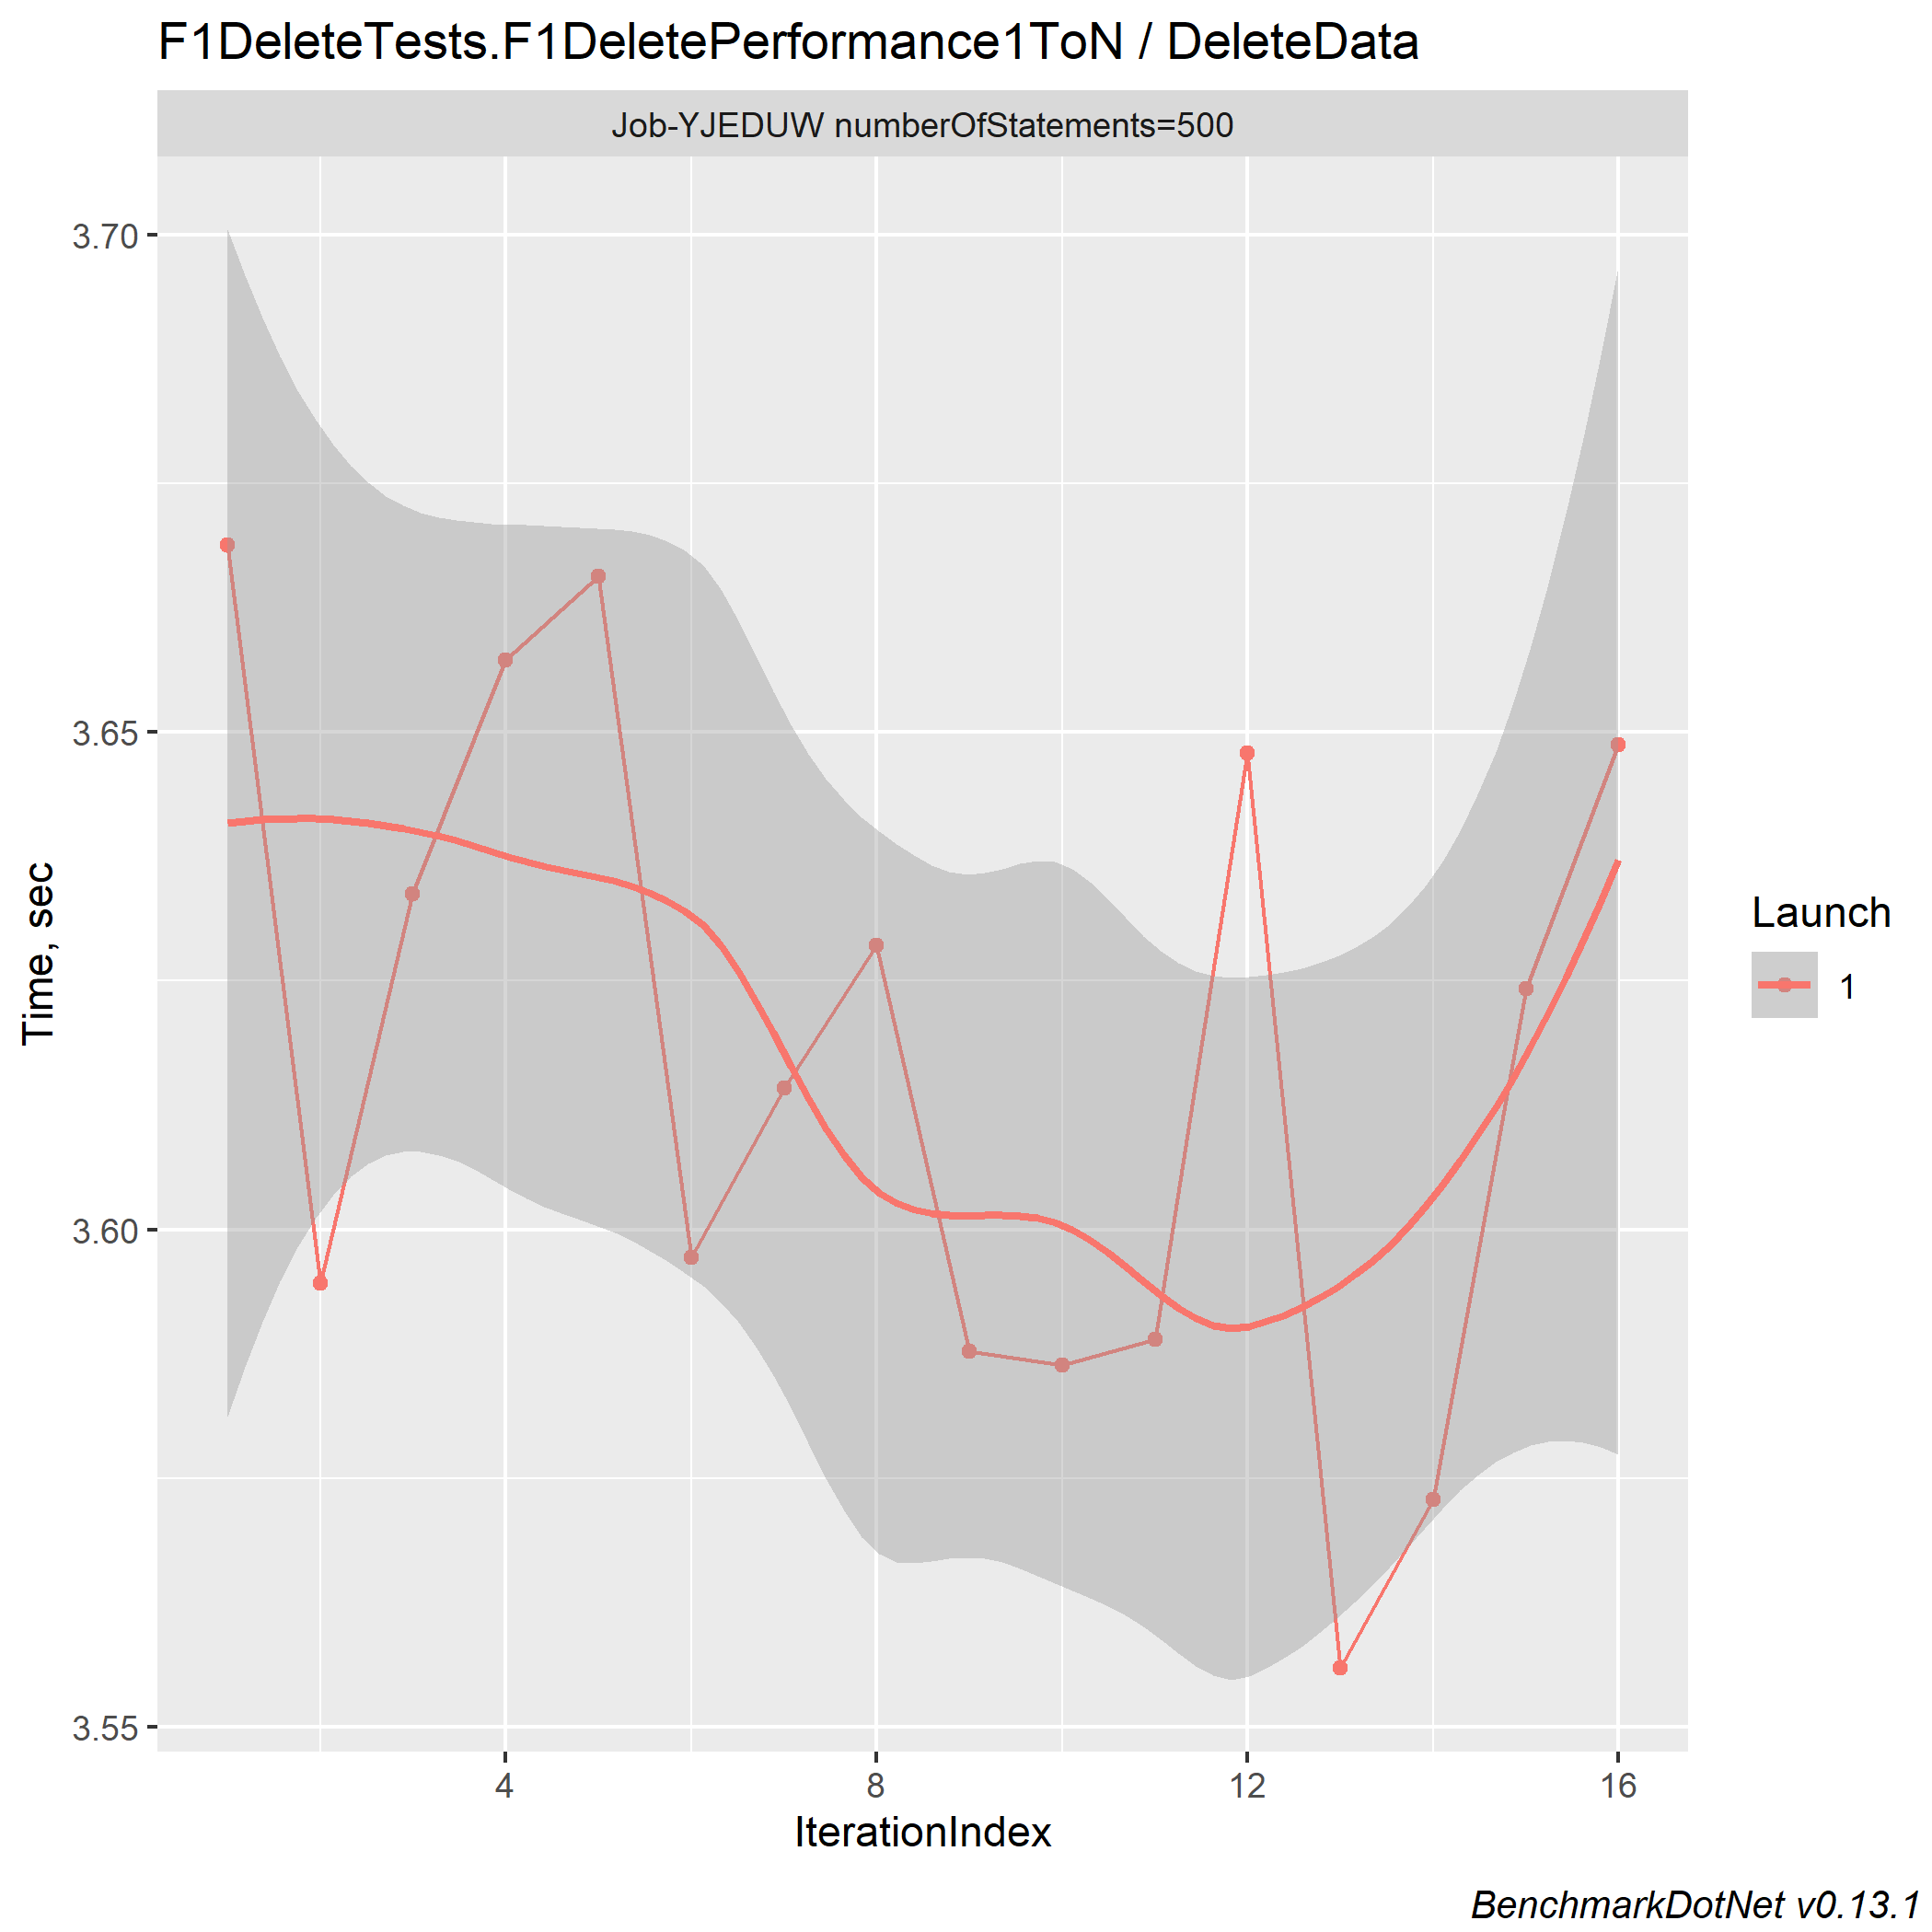 F1DeleteTests.F1DeletePerformance1ToN / DeleteData
Job-YJEDUW numberOfStatements=500
3.70
3.65
3.60
3.55
Time, sec
4
8
12
16
IterationIndex
Launch
1
BenchmarkDotNet v0.13.1